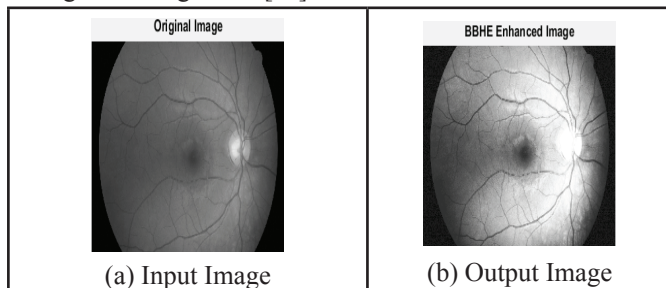 Original Image
BBHE Enhanced Image
(a) Input Image
(b) Output Image